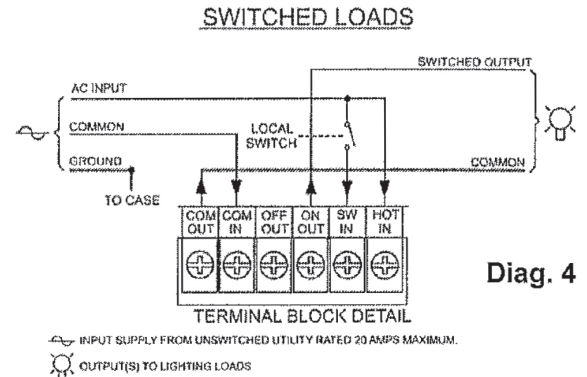 SWITCHED LOADS
SWITCHED OUTPUT
AC INPUT
COMMON
LOCAL
SWITCH
GROUND
COMMON
TO CASE
COM OUT
COM IN
OFF OUT
ON OUT
SW IN
HOT IN
Diag. 4
TERMINAL BLOCK DETAIL
INPUT SUPPLY FROM UNSWITCHED UTILITY RATED 20 AMPS MAXIMUM.
OUTPUT(S) TO LIGHTING LOADS